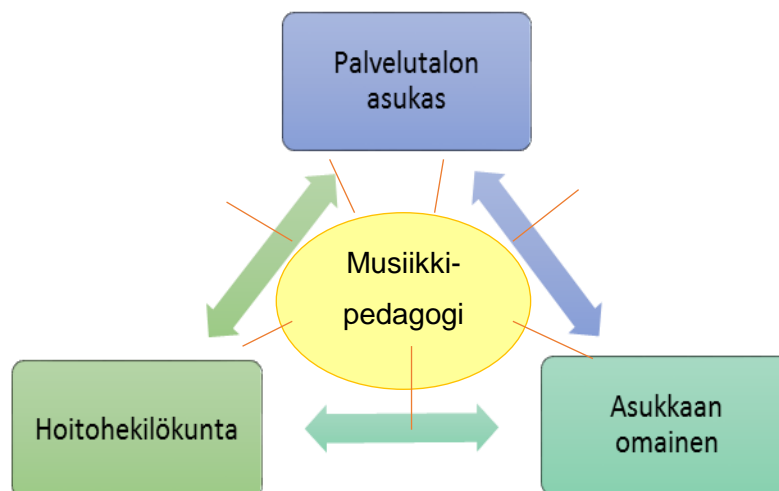 Palvelutalon
asukas
Musiikki-
pedagogi
Hoitohekilökunta
Asukkaan
omainen